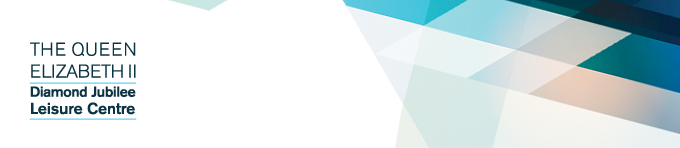 THE QUEEN
ELIZABETH II
Diamond Jubilee
Leisure Centre